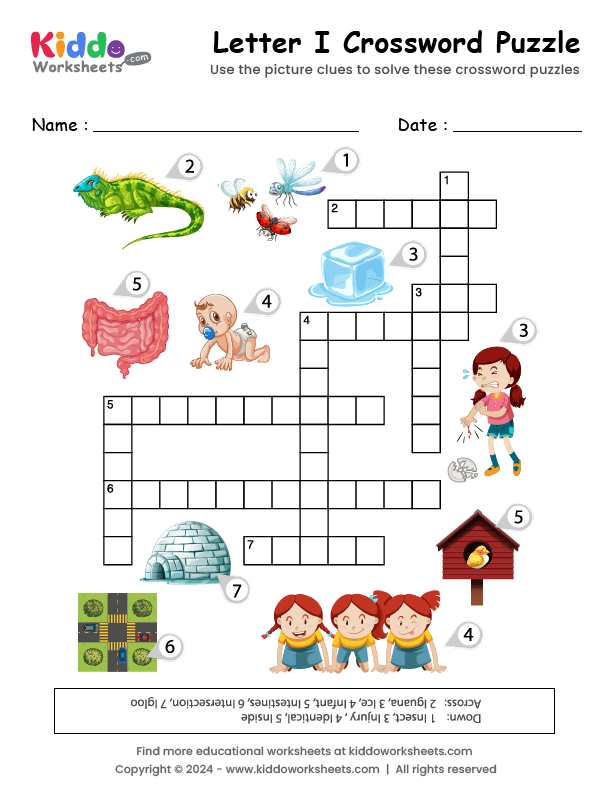 Kiddo
Worksheets .com
Letter I Crossword Puzzle
Use the picture clues to solve these crossword puzzles
Name :
Date :
2
1
1
2
3
5
4
3
4
3
5
6
5
7
7
6
4
Down: 1 Insect, 3 Injury , 4 Identical, 5 Inside
Across: 2 Iguana, 3 Ice, 4 Infant, 5 Intestines, 6 Intersection, 7 Igloo
Find more educational worksheets at kiddoworksheets.com
Copyright © 2024 - www.kiddoworksheets.com | All rights reserved